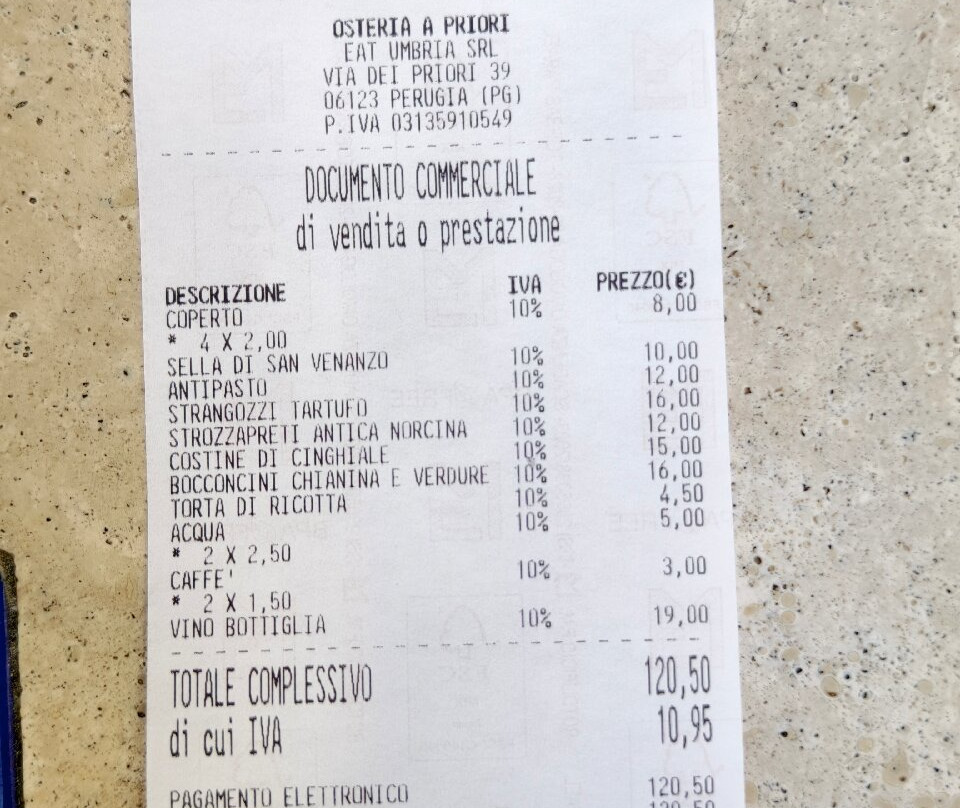 OSTERIA A PRIORI
EAT UMBRIA SRL
VIA DEI PRIORI 39
06123 PERUGIA (PG)
P.IVA 03135910549
DOCUMENTO COMMERCIALE
di vendita o prestazione
DESCRIZIONE IVA PREZZO(€)
COPERTO 10% 8,00
* 4 X 2,00
SELLA DI SAN VENANZO 10% 10,00
ANTIPASTO 10% 12,00
STRANGOZZI TARTUFO 10% 16,00
STROZZAPRETI ANTICA NORCINA 10% 12,00
COSTINE DI CINGHIALE 10% 15,00
BOCCONCINI CHIANINA E VERDURE 10% 16,00
TORTA DI RICOTTA 10% 4,50
ACQUA 10% 5,00
* 2 X 2,50
CAFFE' 10% 3,00
* 2 X 1,50
VINO BOTTIGLIA 10% 19,00
TOTALE COMPLESSIVO 120,50
di cui IVA 10,95
PAGAMENTO ELETTRONICO 120,50